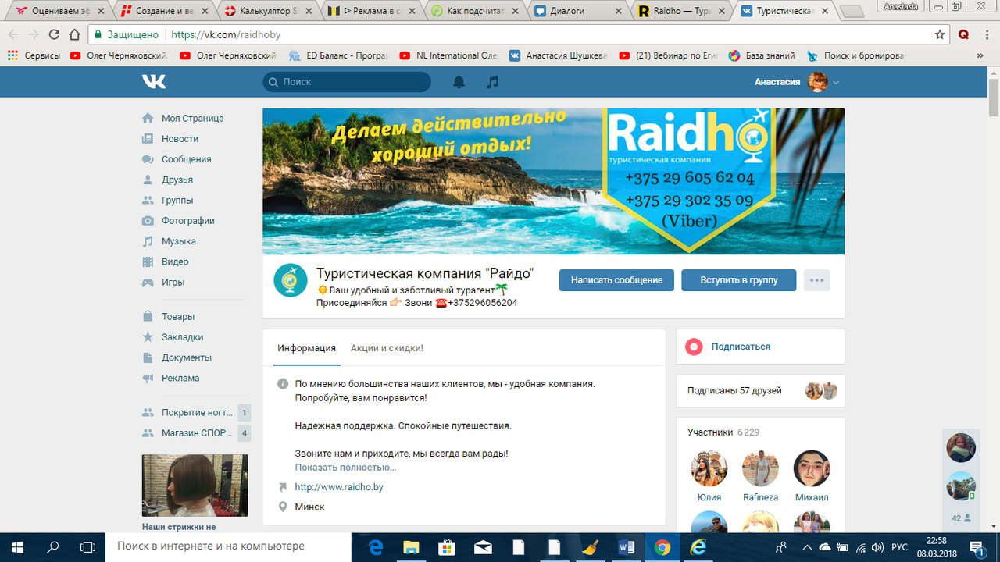 Оцениваем эф
Создание и ве
Калькулятор S
ᐈ Реклама в с
Как подсчитат
Диалоги
Raidho — Тур
Туристическая
Anastasia
Защищено https://vk.com/raidhoby
Сервисы
Олег Черняховский:
Олег Черняховский:
ED Баланс - Програм
NL International Оле
Анастасия Шушкеви
(21) Вебинар по Еги
База знаний
Поиск и бронирова
»
Поиск
Анастасия
Моя Страница
Новости
Сообщения
Друзья
Группы
Фотографии
Музыка
Видео
Игры
Товары
Закладки
Документы
Реклама
Покрытие ногт... 1
Магазин СПОР... 4
Наши стрижки не
Делаем действительно
хороший отдых!
Raidho
туристическая компания
+375 29 605 62 04
+375 29 302 35 09
(Viber)
Туристическая компания "Райдо"
Ваш удобный и заботливый турагент
Присоединяйся 👉 Звони ☎+375296056204
Написать сообщение
Вступить в группу
Информация
Акции и скидки!
По мнению большинства наших клиентов, мы - удобная компания.
Попробуйте, вам понравится!
Надежная поддержка. Спокойные путешествия.
Звоните нам и приходите, мы всегда вам рады!
Показать полностью...
http://www.raidho.by
Минск
Подписаться
Подписаны 57 друзей
Участники 6 229
Юлия
Rafineza
Михаил
42
Поиск в интернете и на компьютере
РУС
22:58
08.03.2018
1